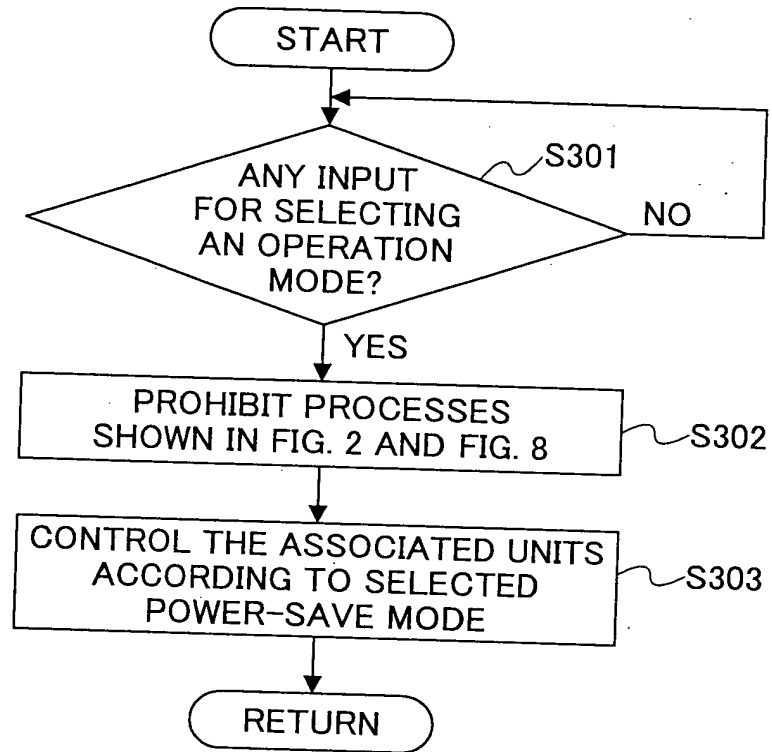 START
ANY INPUT
FOR SELECTING
AN OPERATION
MODE?
S301
NO
YES
PROHIBIT PROCESSES
SHOWN IN FIG. 2 AND FIG. 8
S302
CONTROL THE ASSOCIATED UNITS
ACCORDING TO SELECTED
POWER-SAVE MODE
S303
RETURN